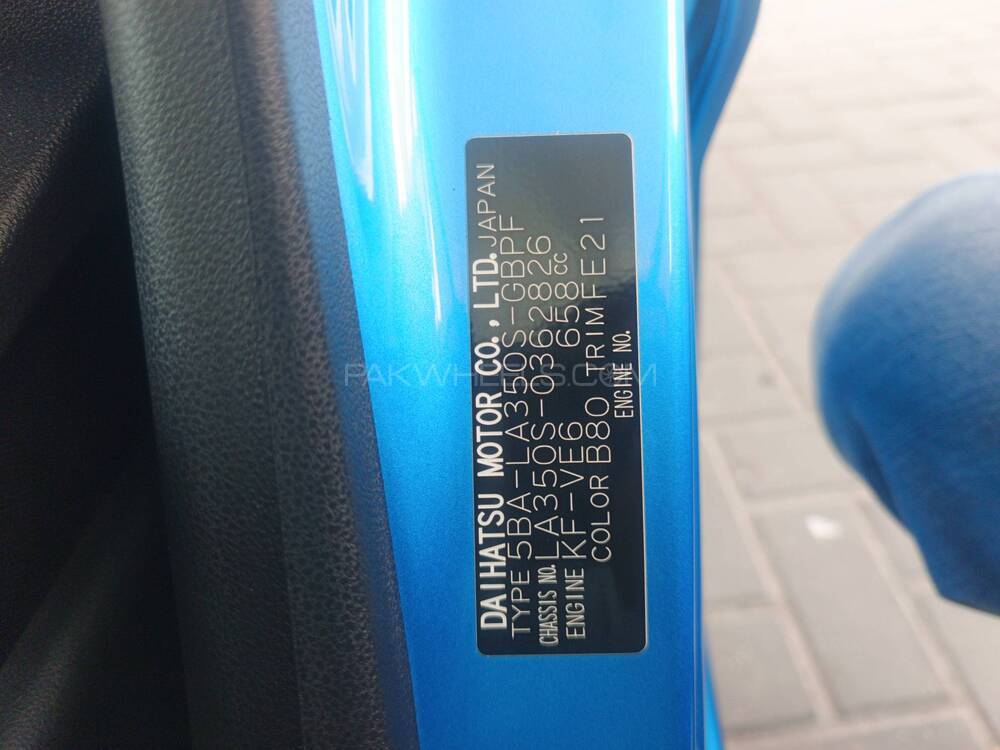 DAIHATSU MOTOR CO., LTD. JAPAN
TYPE 5BA-LA350S-GBPF
CHASSIS NO. LA350S-0362826
ENGINE KF-VE6 658CC
COLOR B80 TRIM FE21
ENGINE NO.
PAKWHEELS.COM